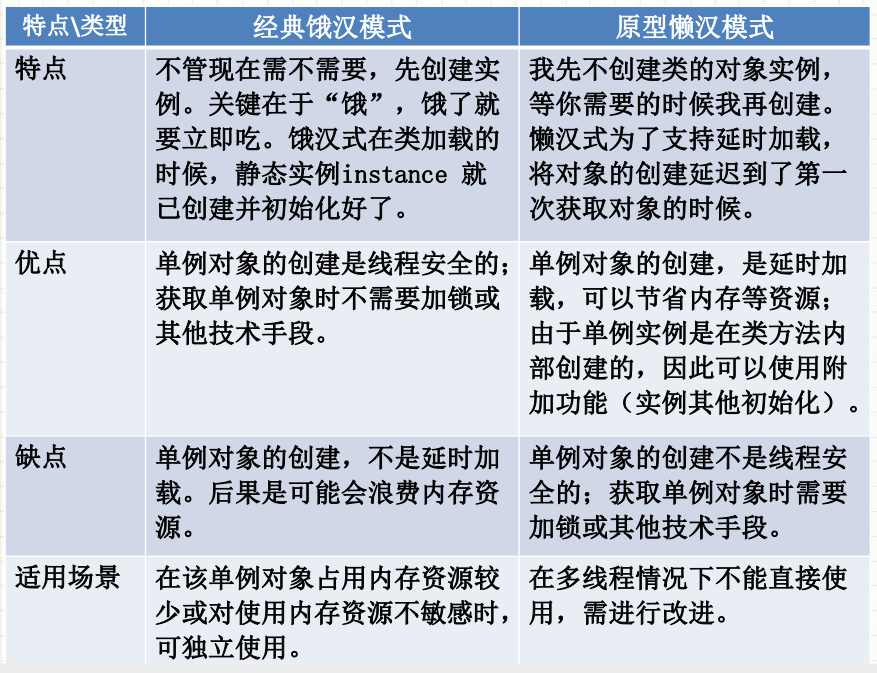 特点\类型
经典饿汉模式
原型懒汉模式
特点
不管现在需不需要，先创建实
例。关键在于“饿”，饿了就
要立即吃。饿汉式在类加载的
时候，静态实例instance 就
已创建并初始化好了。
我先不创建类的对象实例，
等你需要的时候我再创建。
懒汉式为了支持延时加载，
将对象的创建延迟到了第一
次获取对象的时候。
优点
单例对象的创建是线程安全的；
获取单例对象时不需要加锁或
其他技术手段。
单例对象的创建，是延时加
载，可以节省内存等资源；
由于单例实例是在类方法内
部创建的，因此可以使用附
加功能（实例其他初始化）。
缺点
单例对象的创建，不是延时加
载。后果是可能会浪费内存资
源。
单例对象的创建不是线程安
全的；获取单例对象时需要
加锁或其他技术手段。
适用场景
在该单例对象占用内存资源较
少或对使用内存资源不敏感时，
可独立使用。
在多线程情况下不能直接使
用，需进行改进。